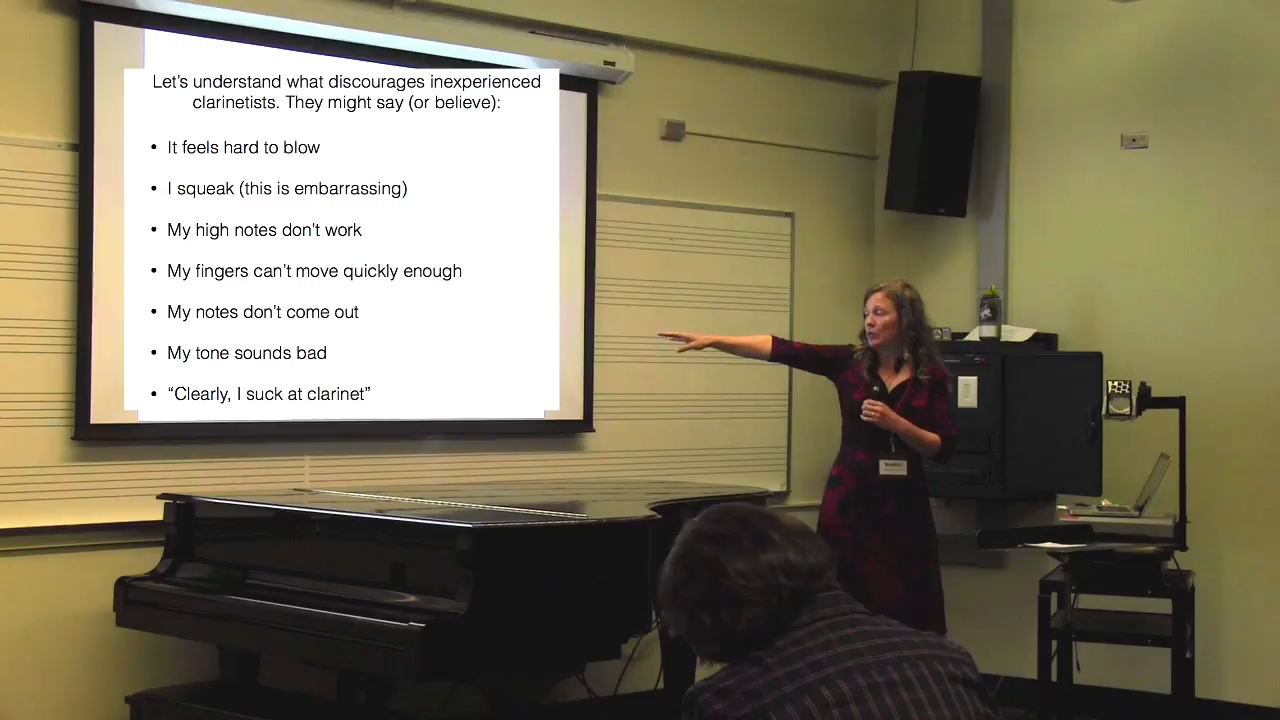 Let's understand what discourages inexperienced
clarinetists. They might say (or believe):
• It feels hard to blow
• I squeak (this is embarrassing)
• My high notes don't work
• My fingers can't move quickly enough
• My notes don't come out
• My tone sounds bad
• “Clearly, I suck at clarinet”